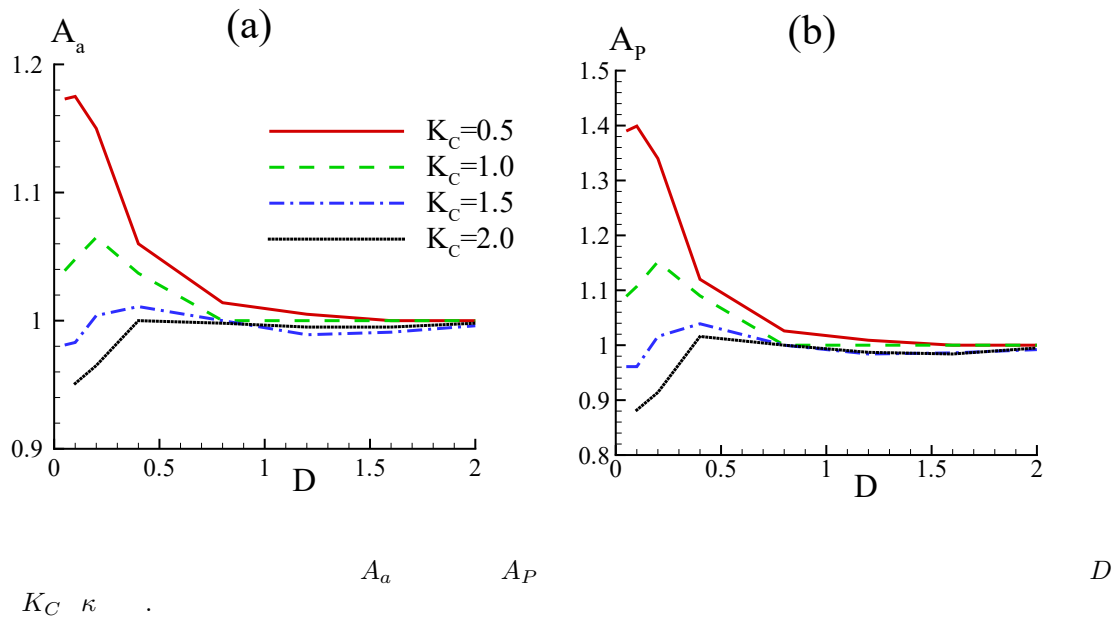 (a)
A_a
1.2
1.1
1
0.9
0 0.5 1 1.5 2
D
K_C=0.5
K_C=1.0
K_C=1.5
K_C=2.0
(b)
A_P
1.5
1.4
1.3
1.2
1.1
1
0.9
0.8
0 0.5 1 1.5 2
D
A_a A_P D
K_C κ .